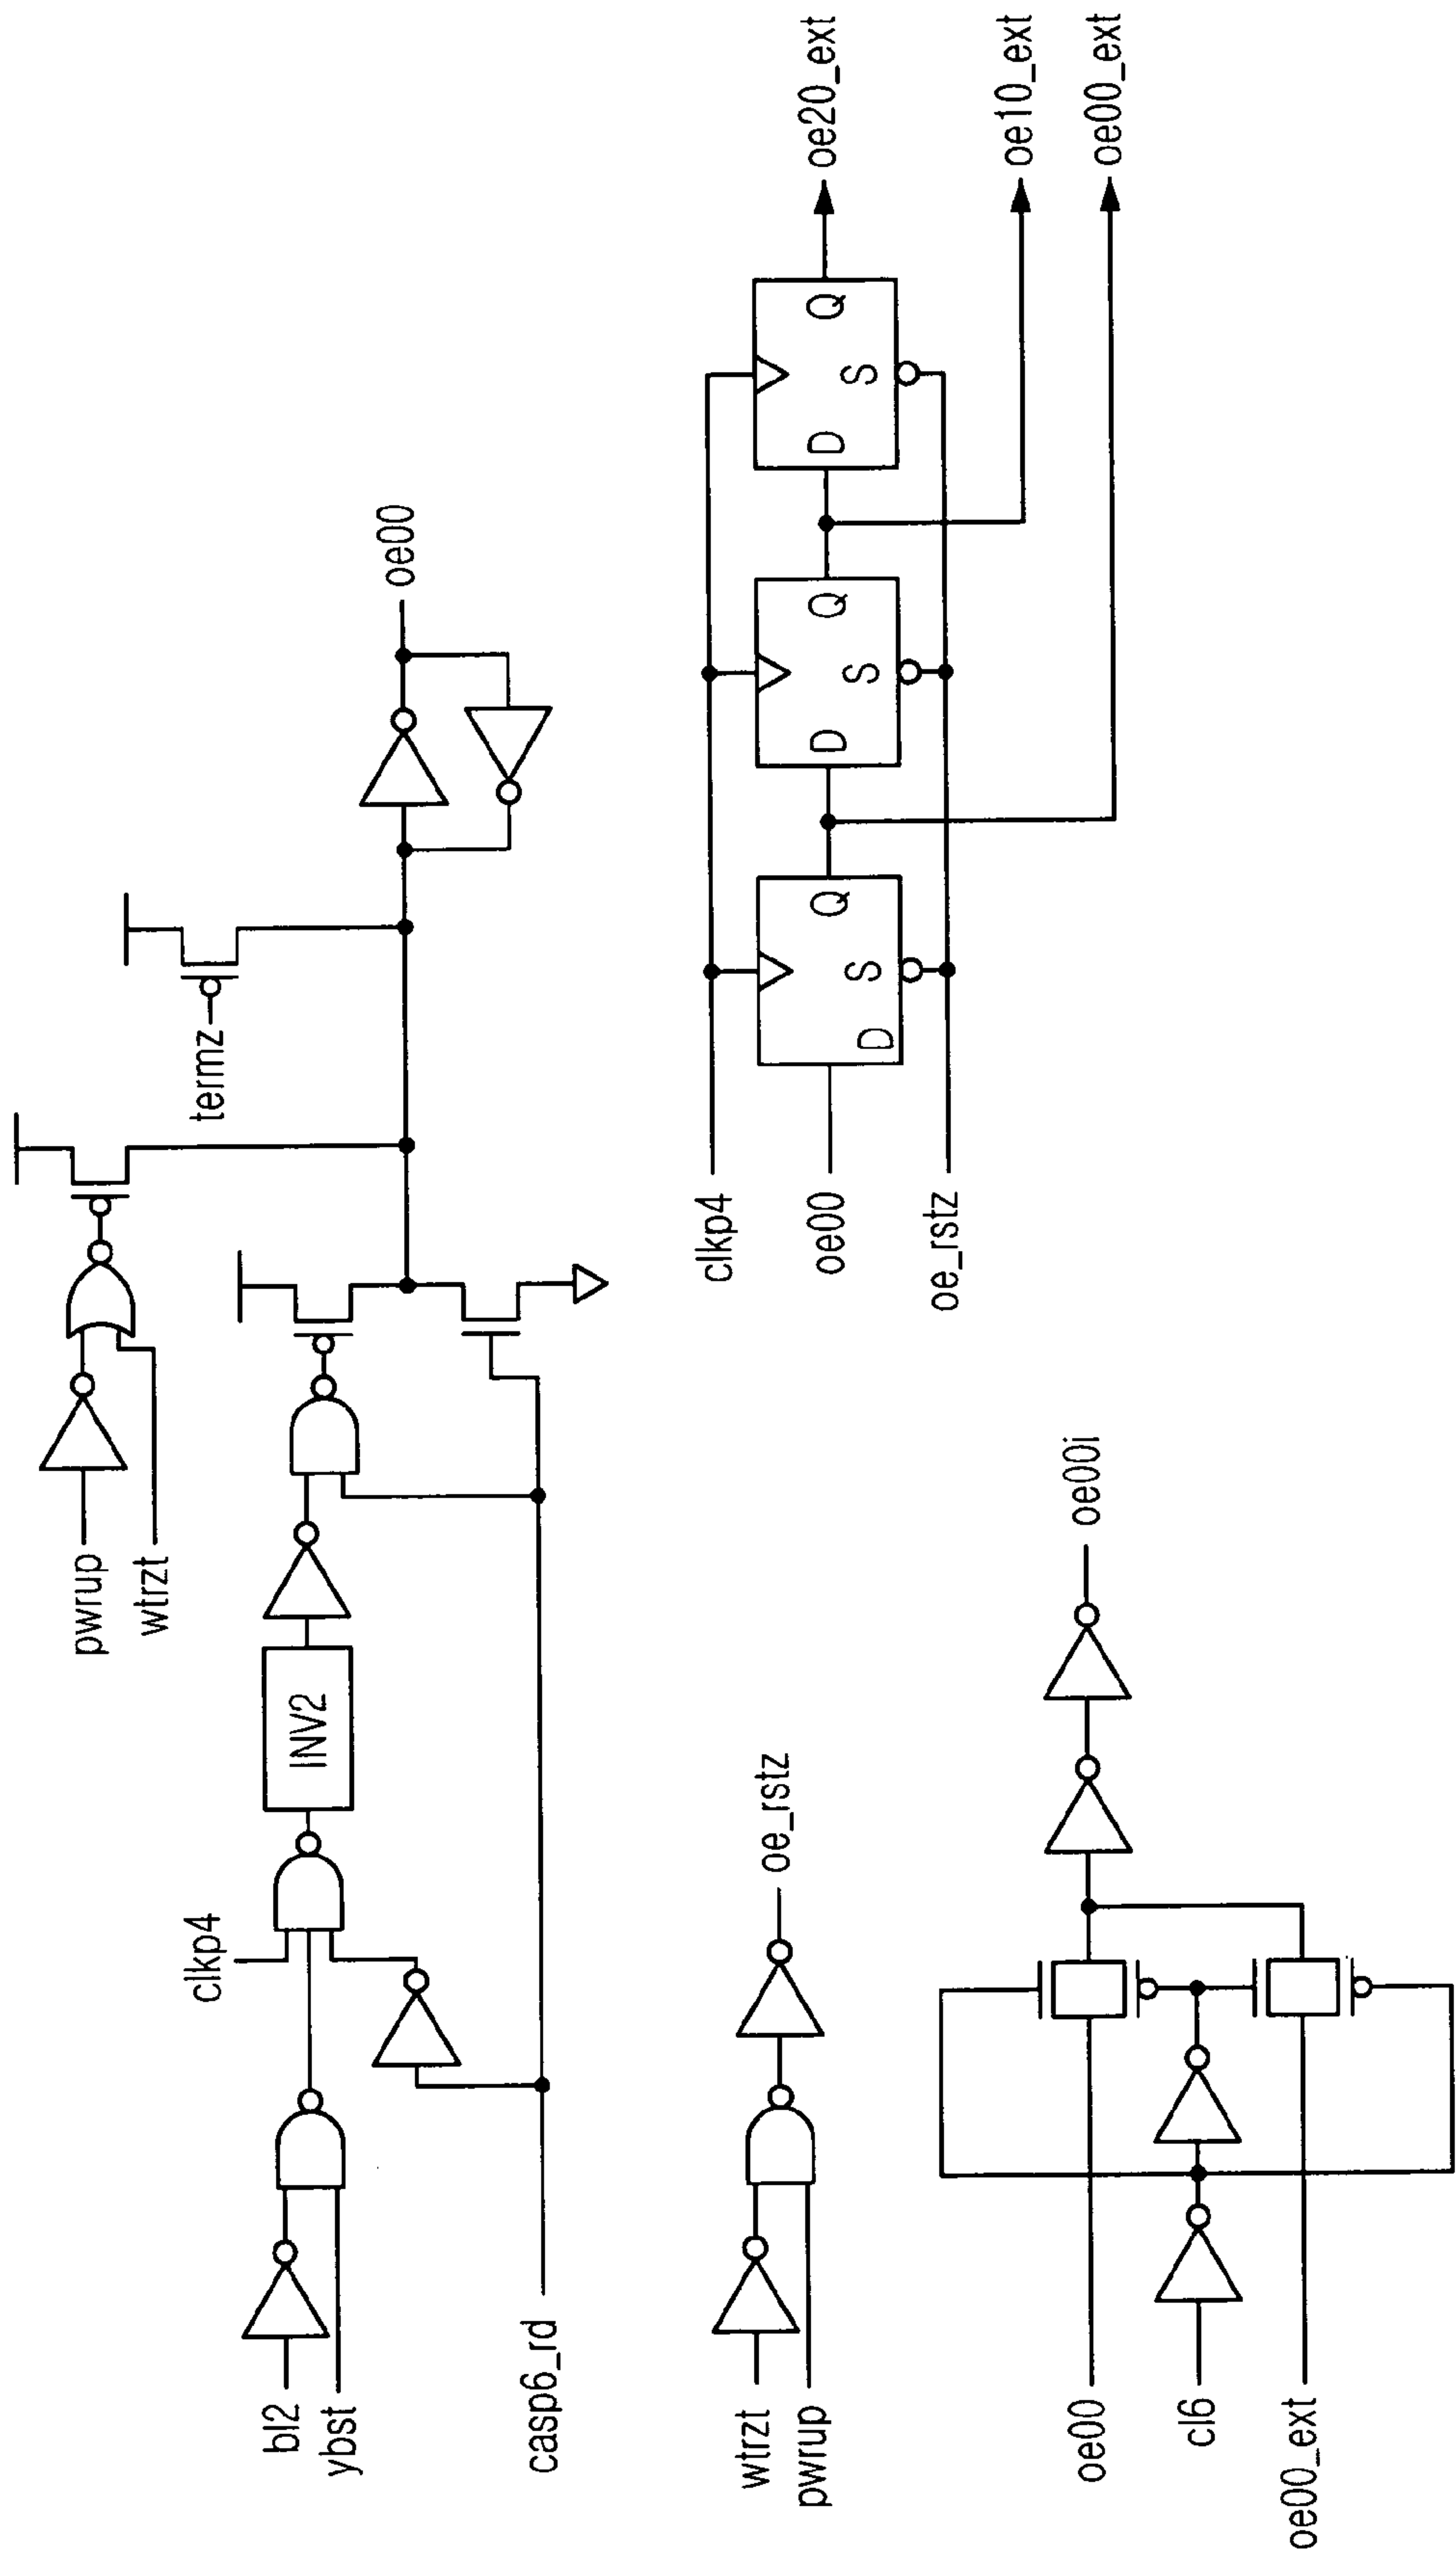 pwrup
wtrzt
termz
oe00
clkp4
INV2
bl2
ybst
casp6_rd
wtrzt
pwrup
oe_rstz
clkp4
oe00
oe_rstz
D
S
Q
D
S
Q
D
S
Q
oe20_ext
oe10_ext
oe00_ext
oe00
cl6
oe00_ext
oe00i